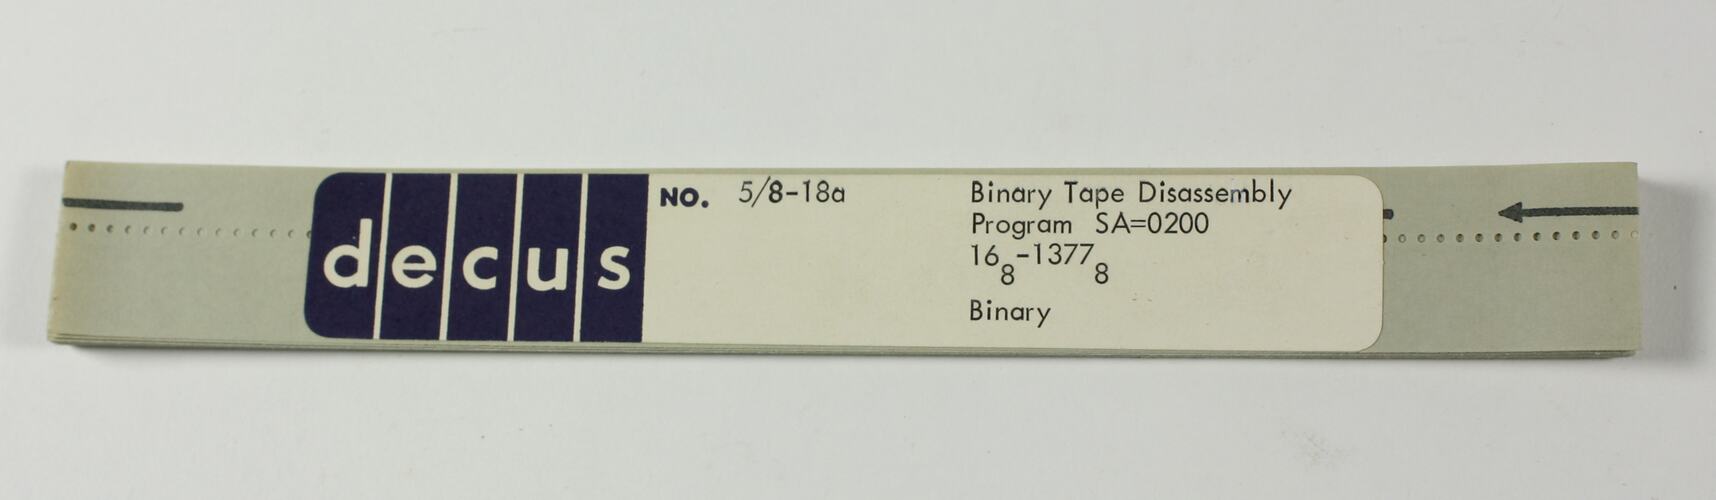 decus
NO. 5/8-18a
Binary Tape Disassembly
Program SA=0200
16₈-1377₈
Binary